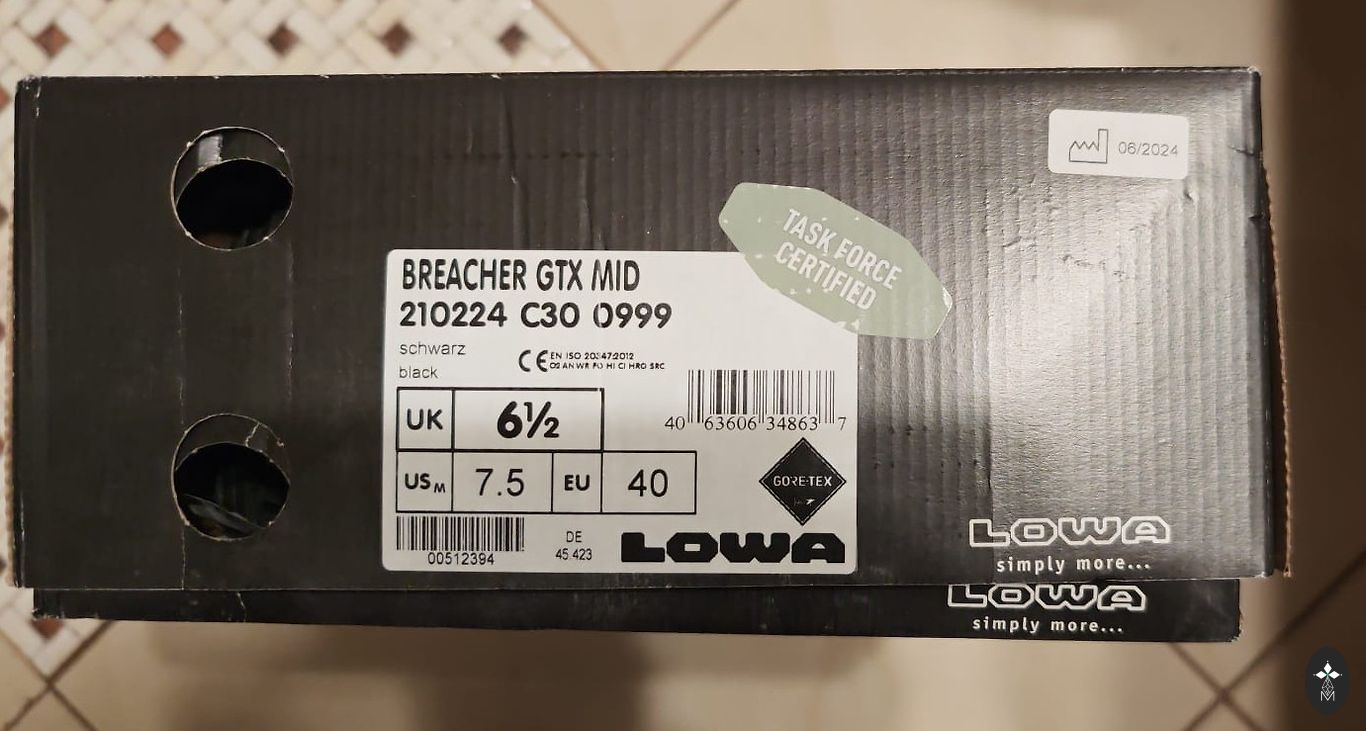 06/2024
TASK FORCE
CERTIFIED
BREACHER GTX MID
210224 C30 0999
schwarz
black
CE EN ISO 20347:2012
O2 AN WR FO HI CI HRO SRC
UK 6½
40 63606 34863 7
US M 7.5 EU 40
GORE-TEX
00512394
DE
45.423
LOWA
LOWA
simply more...
LOWA
simply more...
M